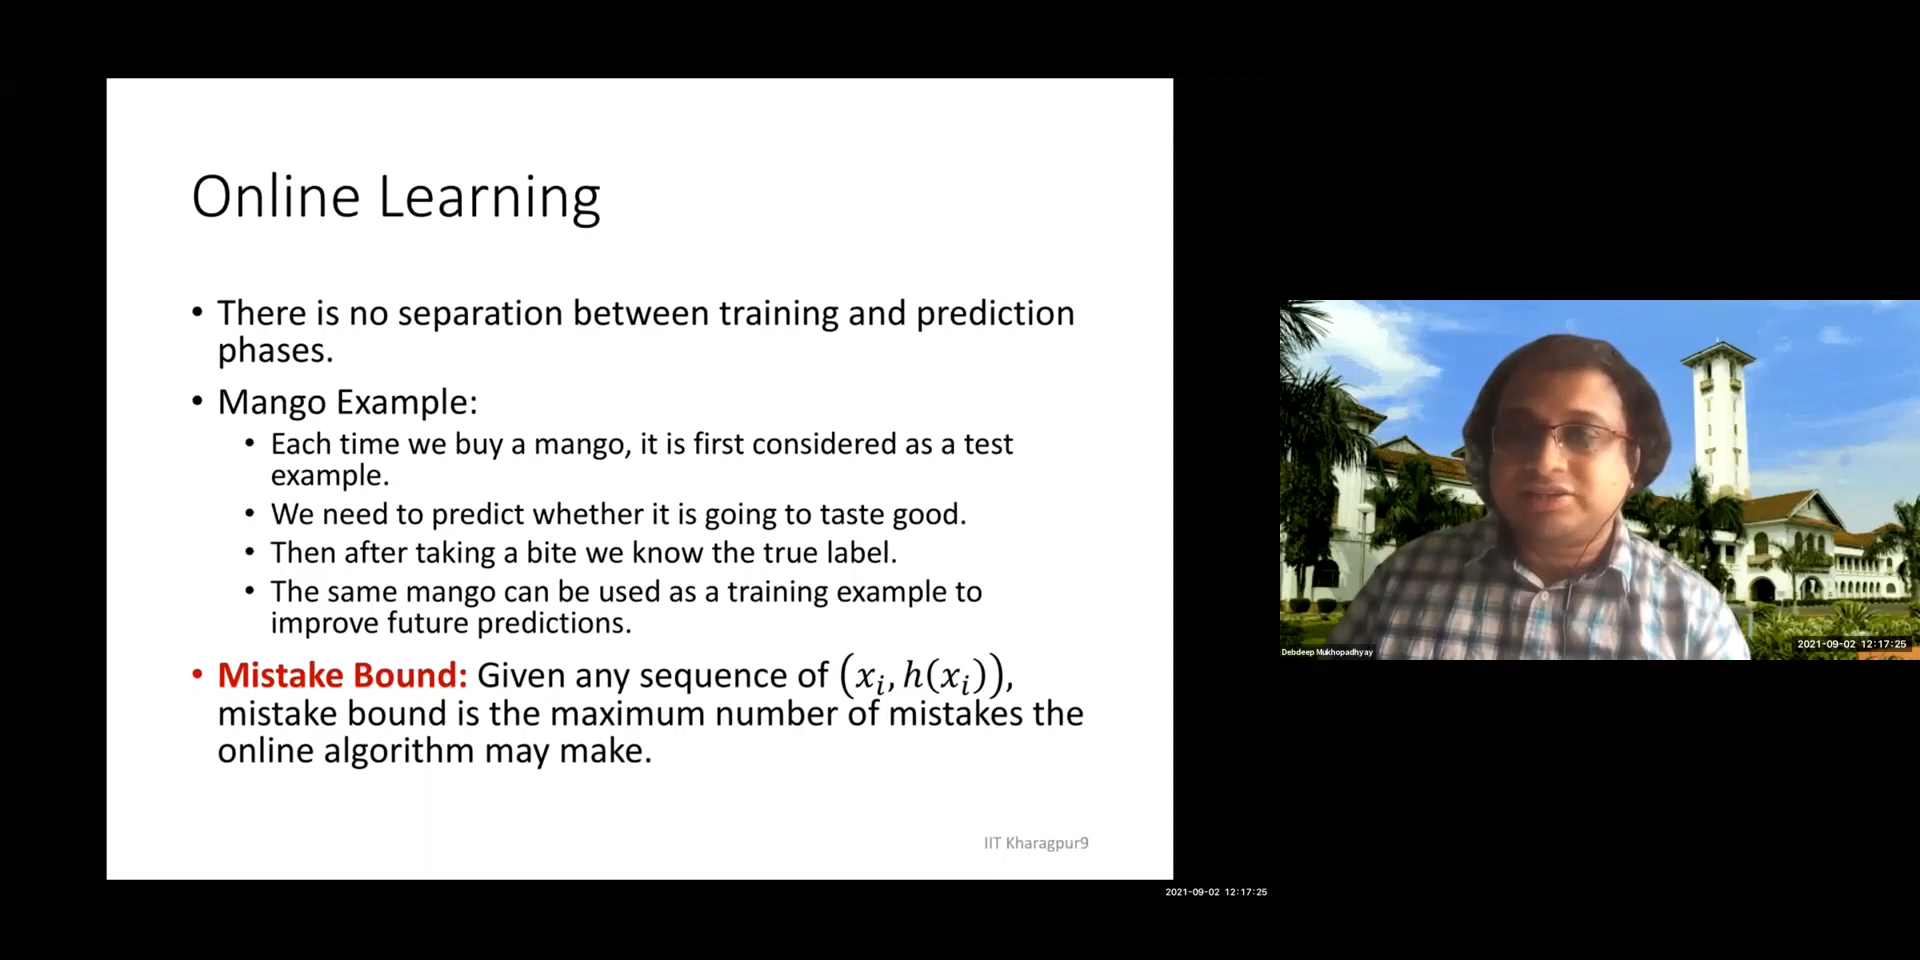 Online Learning
• There is no separation between training and prediction
phases.
• Mango Example:
• Each time we buy a mango, it is first considered as a test
example.
• We need to predict whether it is going to taste good.
• Then after taking a bite we know the true label.
• The same mango can be used as a training example to
improve future predictions.
• Mistake Bound: Given any sequence of (xᵢ, h(xᵢ)),
mistake bound is the maximum number of mistakes the
online algorithm may make.
IIT Kharagpur9
2021-09-02 12:17:25
Debdeep Mukhopadhyay
2021-09-02 12:17:25